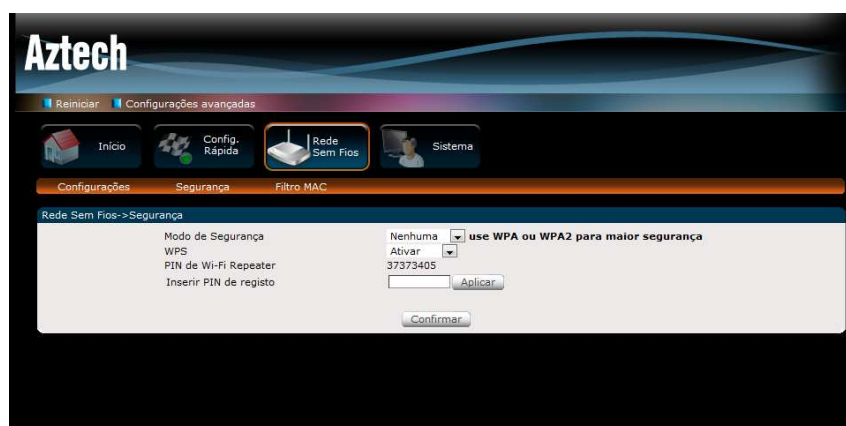 Aztech
Reiniciar Configurações avançadas
Início Config. Rápida Rede Sem Fios Sistema
Configurações Segurança Filtro MAC
Rede Sem Fios->Segurança
Modo de Segurança Nenhuma use WPA ou WPA2 para maior segurança
WPS Ativar
PIN de Wi-Fi Repeater 37373405
Inserir PIN de registo Aplicar
Confirmar